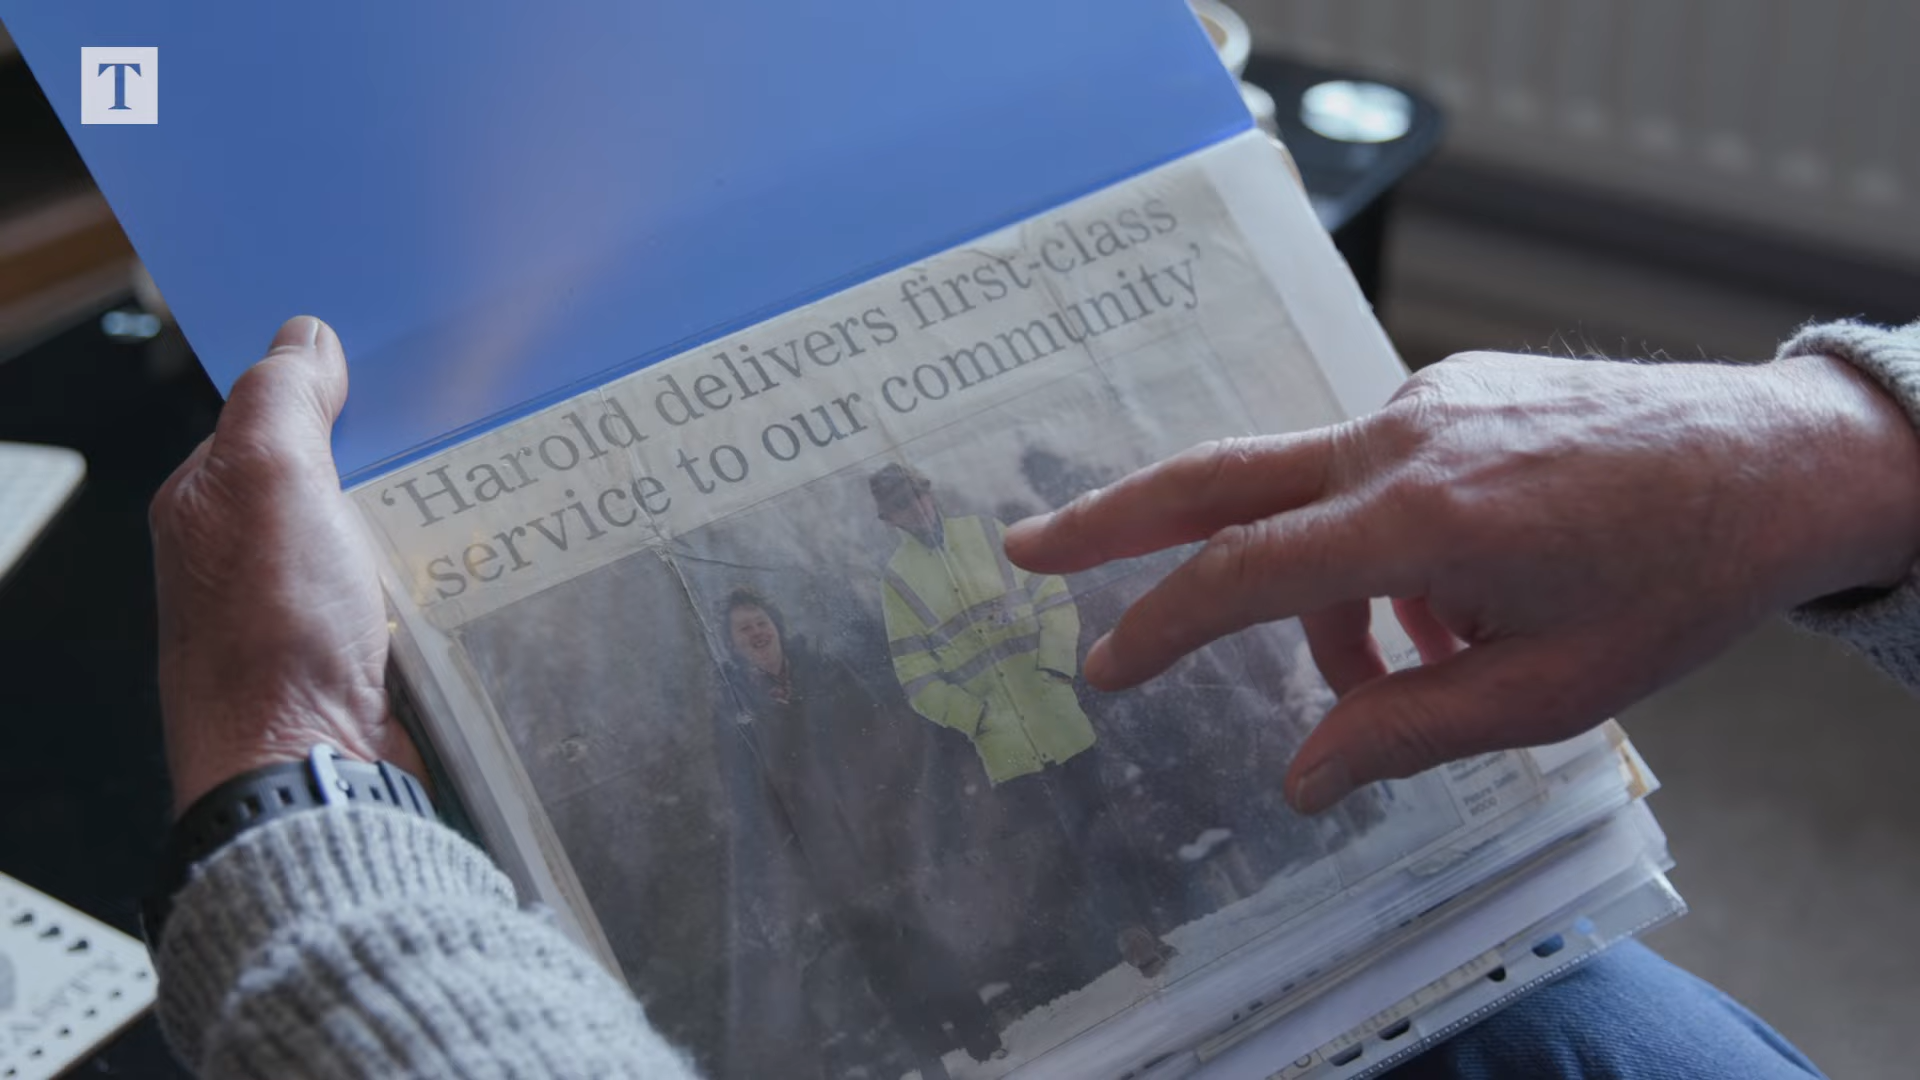 T
‘Harold delivers first-class
service to our community’